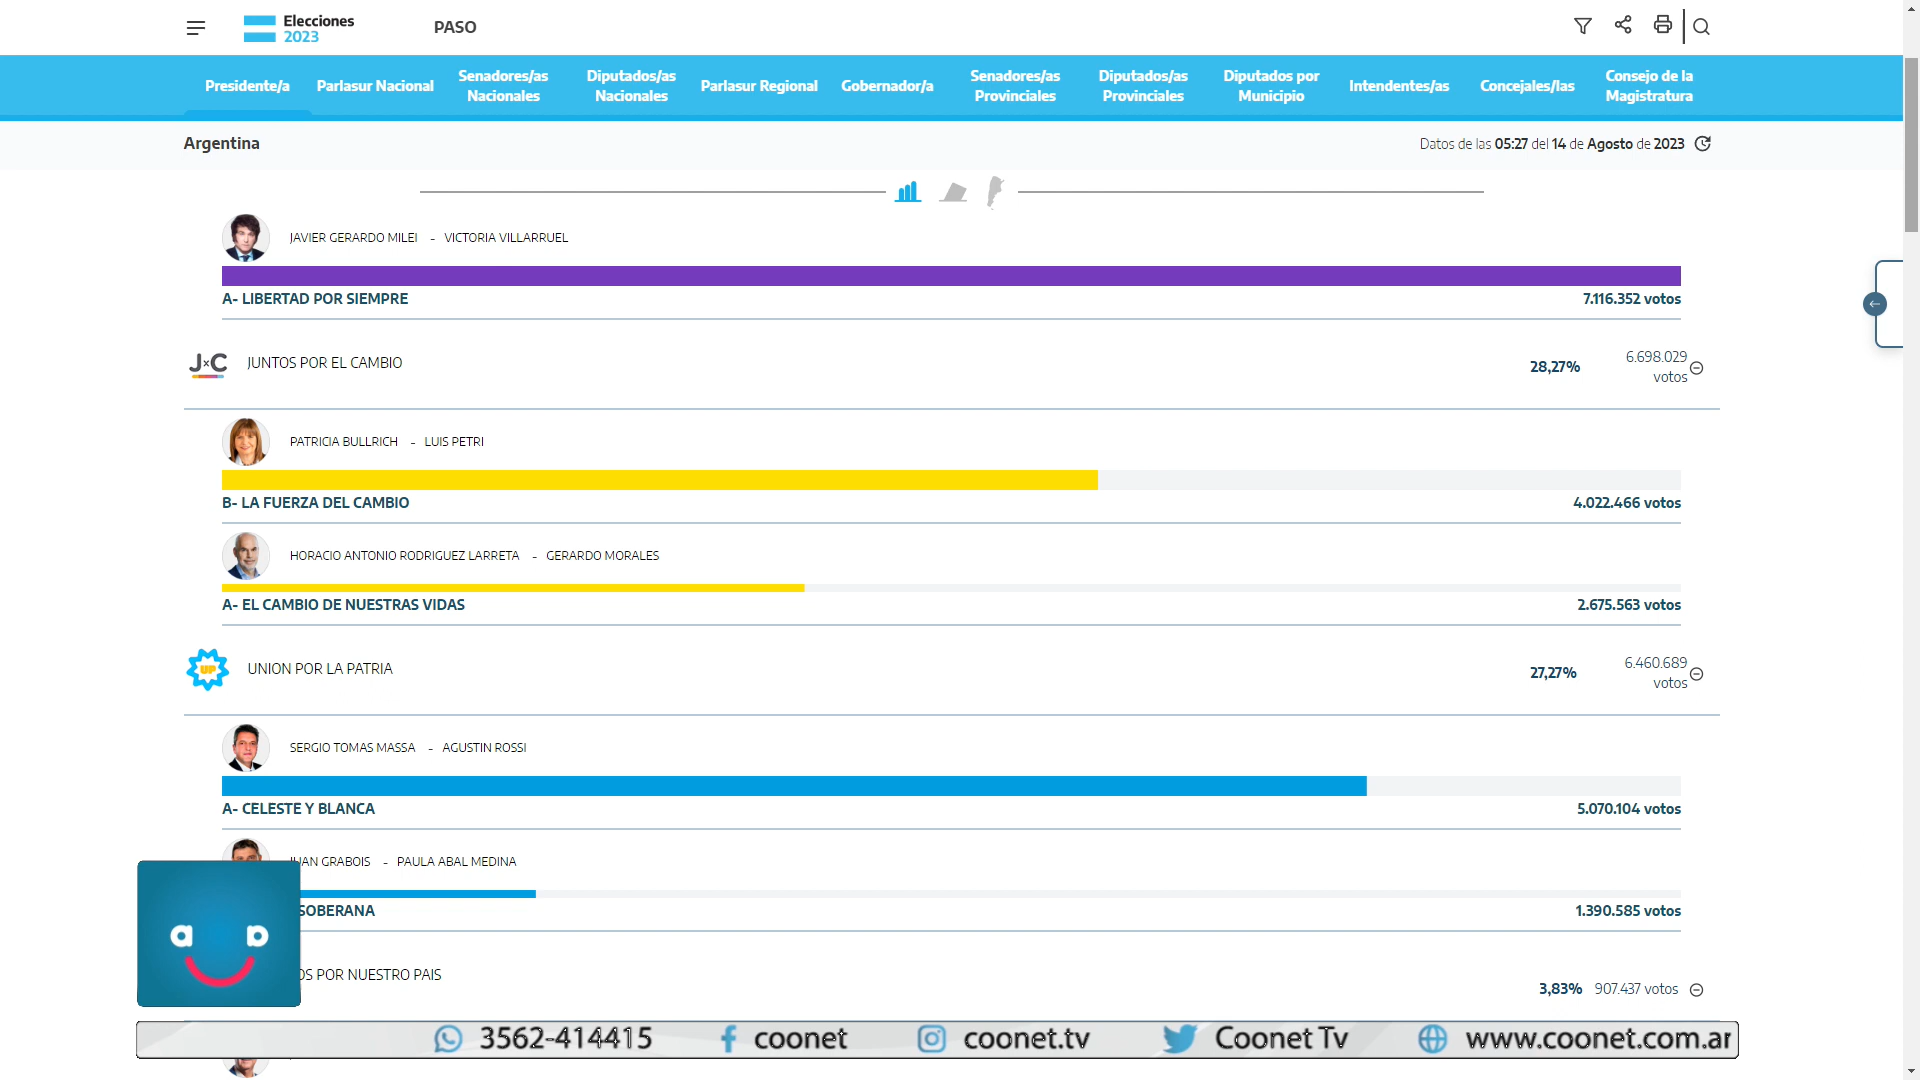 Elecciones
2023
PASO
Presidente/a
Parlasur Nacional
Senadores/as
Nacionales
Diputados/as
Nacionales
Parlasur Regional
Gobernador/a
Senadores/as
Provinciales
Diputados/as
Provinciales
Diputados por
Municipio
Intendentes/as
Concejales/las
Consejo de la
Magistratura
Argentina
Datos de las 05:27 del 14 de Agosto de 2023
JAVIER GERARDO MILEI - VICTORIA VILLARRUEL
A- LIBERTAD POR SIEMPRE
7.116.352 votos
JxC
JUNTOS POR EL CAMBIO
28,27%
6.698.029
votos
PATRICIA BULLRICH - LUIS PETRI
B- LA FUERZA DEL CAMBIO
4.022.466 votos
HORACIO ANTONIO RODRIGUEZ LARRETA - GERARDO MORALES
A- EL CAMBIO DE NUESTRAS VIDAS
2.675.563 votos
UP
UNION POR LA PATRIA
27,27%
6.460.689
votos
SERGIO TOMAS MASSA - AGUSTIN ROSSI
A- CELESTE Y BLANCA
5.070.104 votos
JUAN GRABOIS - PAULA ABAL MEDINA
SOBERANA
1.390.585 votos
OS POR NUESTRO PAIS
3,83%
907.437 votos
3562-414415
coonet
coonet.tv
Coonet Tv
www.coonet.com.ar